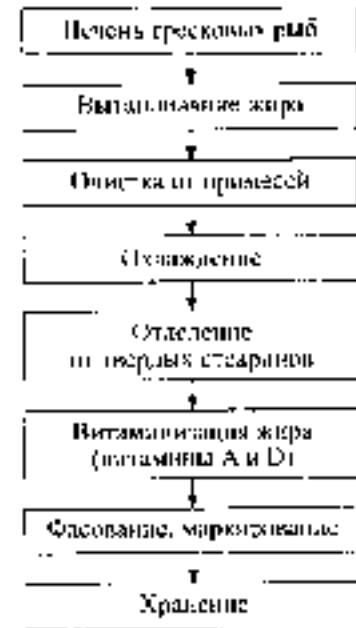 Печень тресковых рыб
Вытапливание жира
Очистка от примесей
Охлаждение
Отделение
от твердых стеаринов
Витаминизация жира
(витамины А и D)
Фасование, маркирование
Хранение